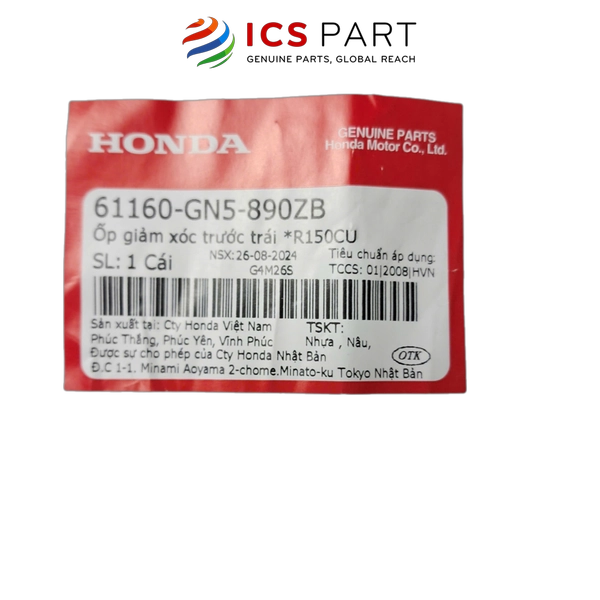 ICS PART
GENUINE PARTS, GLOBAL REACH
HONDA
GENUINE PARTS
Honda Motor Co., Ltd.
61160-GN5-890ZB
Ốp giảm xóc trước trái *R150CU
SL: 1 Cái
NSX: 26-08-2024
G4M26S
Tiêu chuẩn áp dụng:
TCCS: 01|2008|HVN
Sản xuất tại: Cty Honda Việt Nam
Phúc Thắng, Phúc Yên, Vĩnh Phúc
TSKT:
Nhựa , Nâu,
Được sự cho phép của Cty Honda Nhật Bản
Đ.C 1-1. Minami Aoyama 2-chome.Minato-ku Tokyo Nhật Bản
OTK